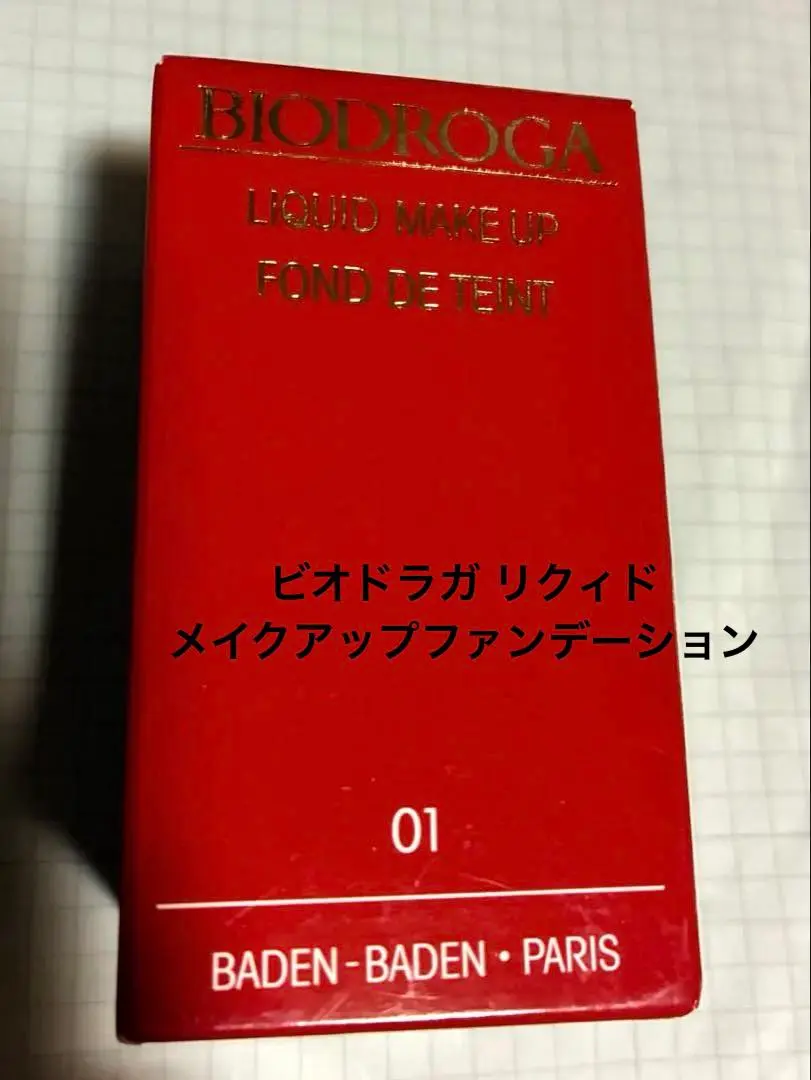 BIODROGA
LIQUID MAKE UP
FOND DE TEINT
ビオドラガ リクィド
メイクアップファンデーション
01
BADEN-BADEN • PARIS